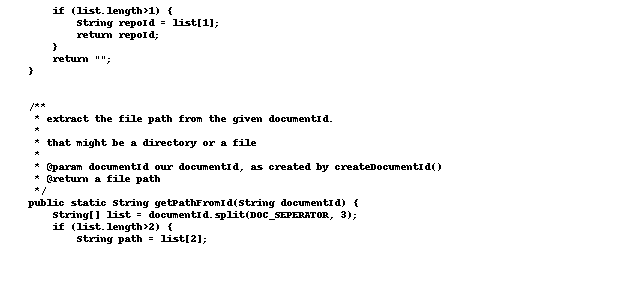 if (list.length>1) {
String repoId = list[1];
return repoId;
}
return "";
}
/**
* extract the file path from the given documentId.
*
* that might be a directory or a file
*
* @param documentId our documentId, as created by createDocumentId()
* @return a file path
*/
public static String getPathFromId(String documentId) {
String[] list = documentId.split(DOC_SEPERATOR, 3);
if (list.length>2) {
String path = list[2];